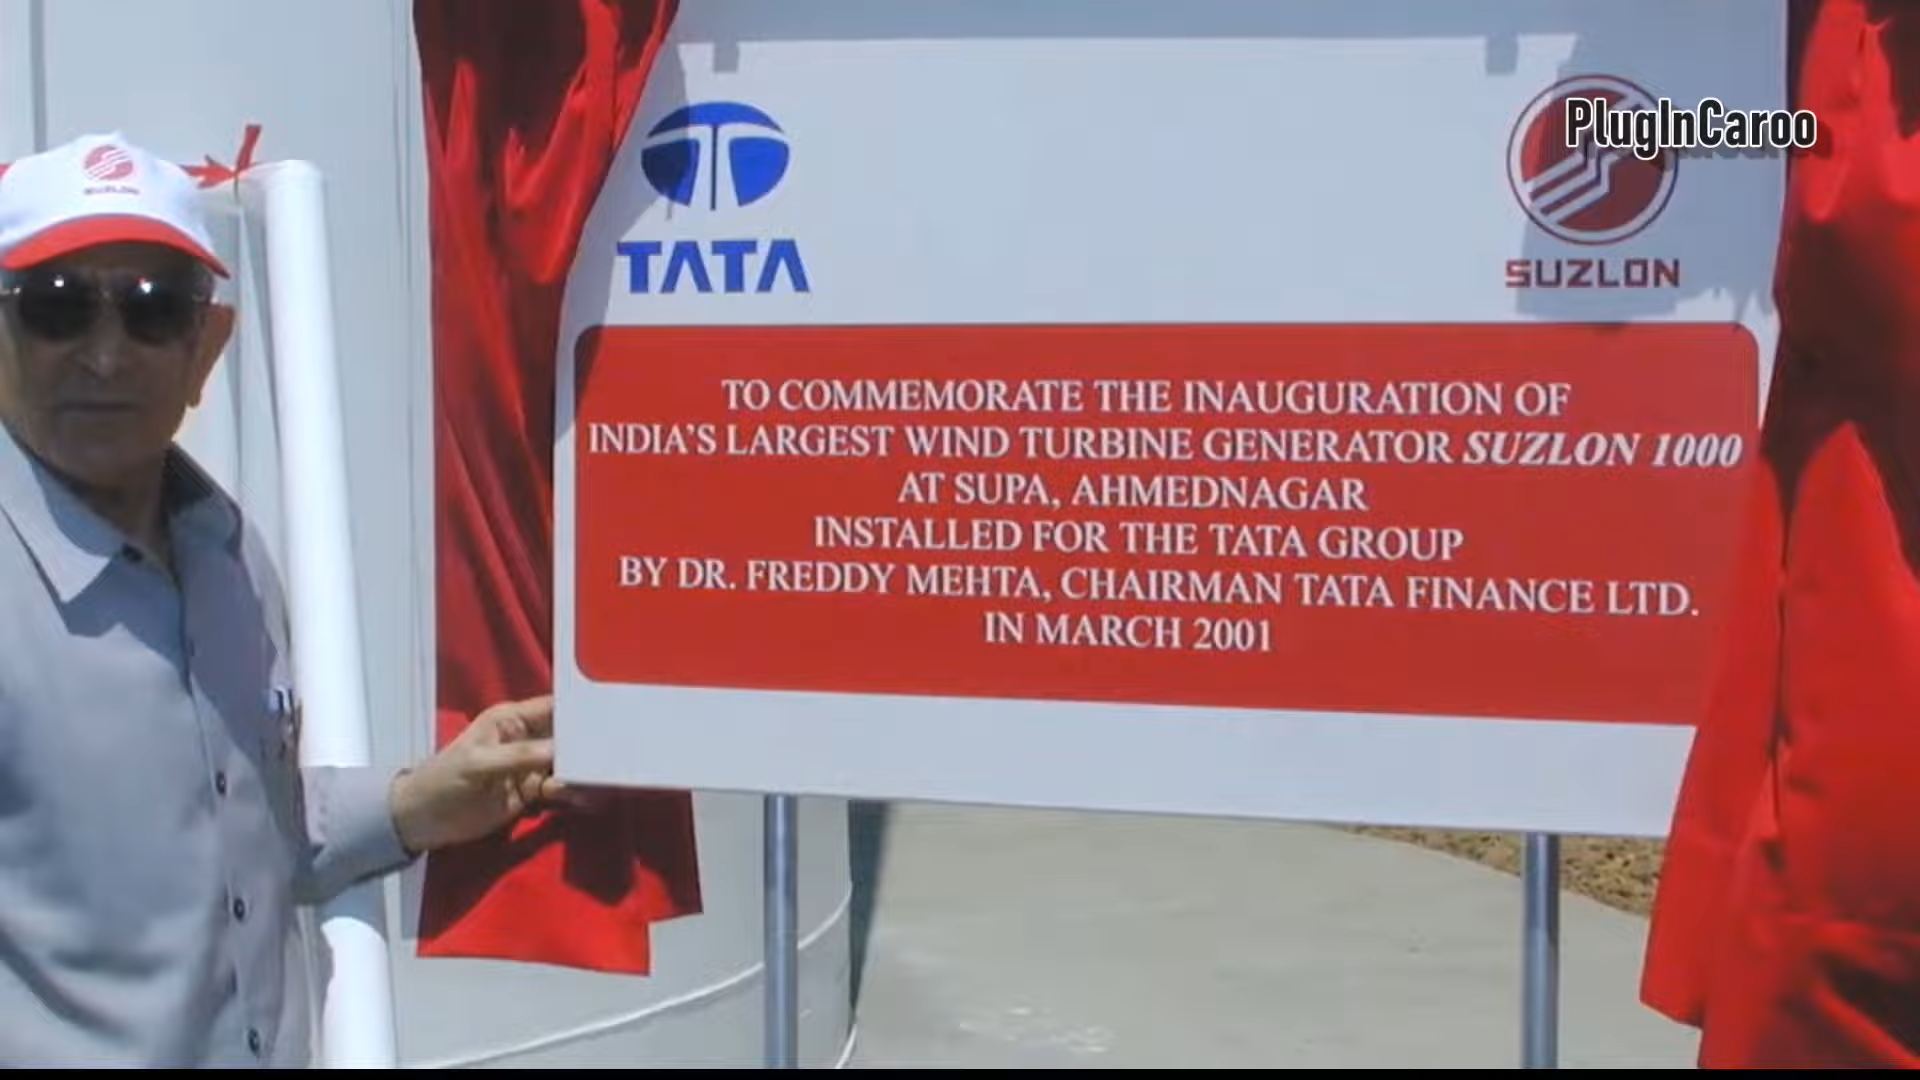 PlugInCaroo
SUZLON
TATA
SUZLON
TO COMMEMORATE THE INAUGURATION OF
INDIA'S LARGEST WIND TURBINE GENERATOR SUZLON 1000
AT SUPA, AHMEDNAGAR
INSTALLED FOR THE TATA GROUP
BY DR. FREDDY MEHTA, CHAIRMAN TATA FINANCE LTD.
IN MARCH 2001